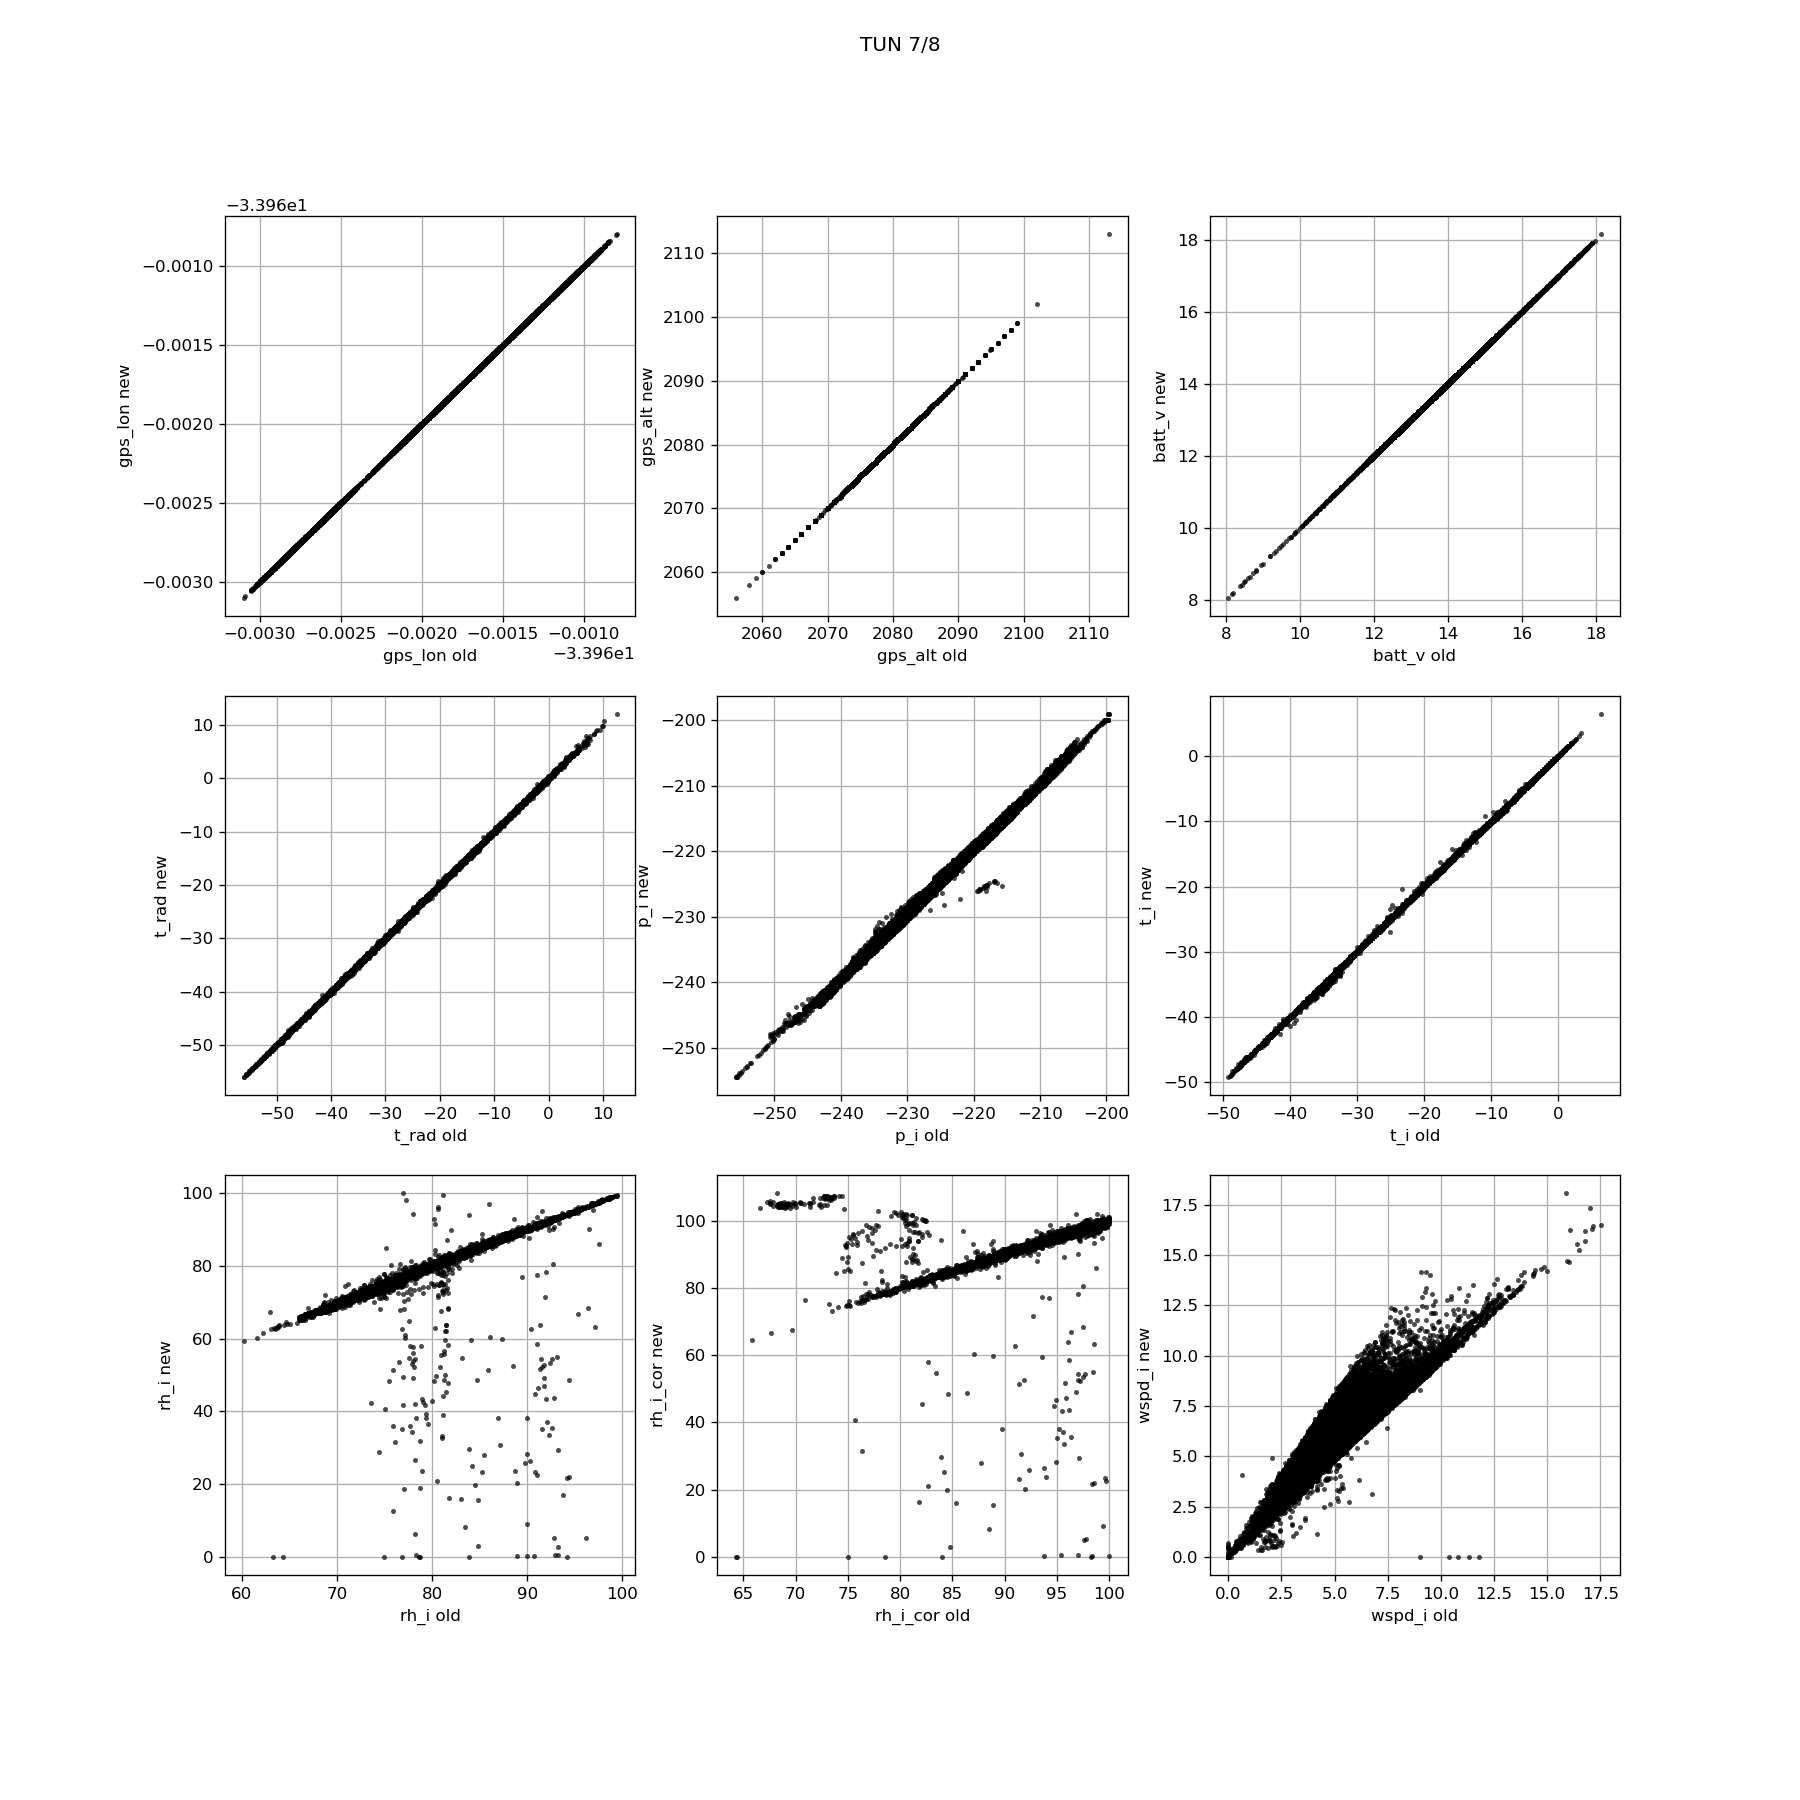 TUN 7/8
−3.396e1
−0.0010
−0.0015
−0.0020
−0.0025
−0.0030
gps_lon new
−0.0030 −0.0025 −0.0020 −0.0015 −0.0010
gps_lon old
−3.396e1
2110
2100
2090
2080
2070
2060
gps_alt new
2060 2070 2080 2090 2100 2110
gps_alt old
18
16
14
12
10
8
batt_v new
8 10 12 14 16 18
batt_v old
10
0
−10
−20
−30
−40
−50
t_rad new
−50 −40 −30 −20 −10 0 10
t_rad old
−200
−210
−220
−230
−240
−250
p_i new
−250 −240 −230 −220 −210 −200
p_i old
0
−10
−20
−30
−40
−50
t_i new
−50 −40 −30 −20 −10 0
t_i old
100
80
60
40
20
0
rh_i new
60 70 80 90 100
rh_i old
100
80
60
40
20
0
rh_i_cor new
65 70 75 80 85 90 95 100
rh_i_cor old
17.5
15.0
12.5
10.0
7.5
5.0
2.5
0.0
wspd_i new
0.0 2.5 5.0 7.5 10.0 12.5 15.0 17.5
wspd_i old